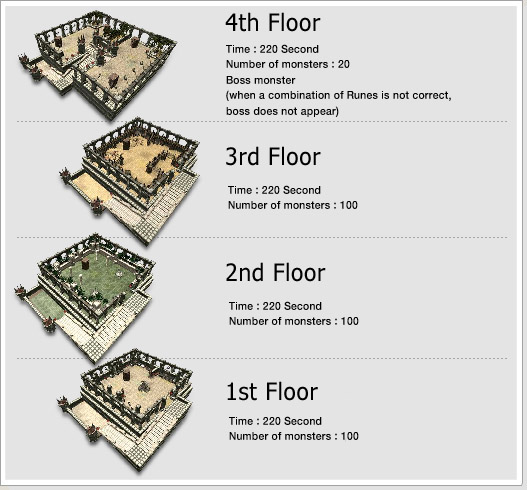 4th Floor
Time : 220 Second
Number of monsters : 20
Boss monster
(when a combination of Runes is not correct,
boss does not appear)
3rd Floor
Time : 220 Second
Number of monsters : 100
2nd Floor
Time : 220 Second
Number of monsters : 100
1st Floor
Time : 220 Second
Number of monsters : 100